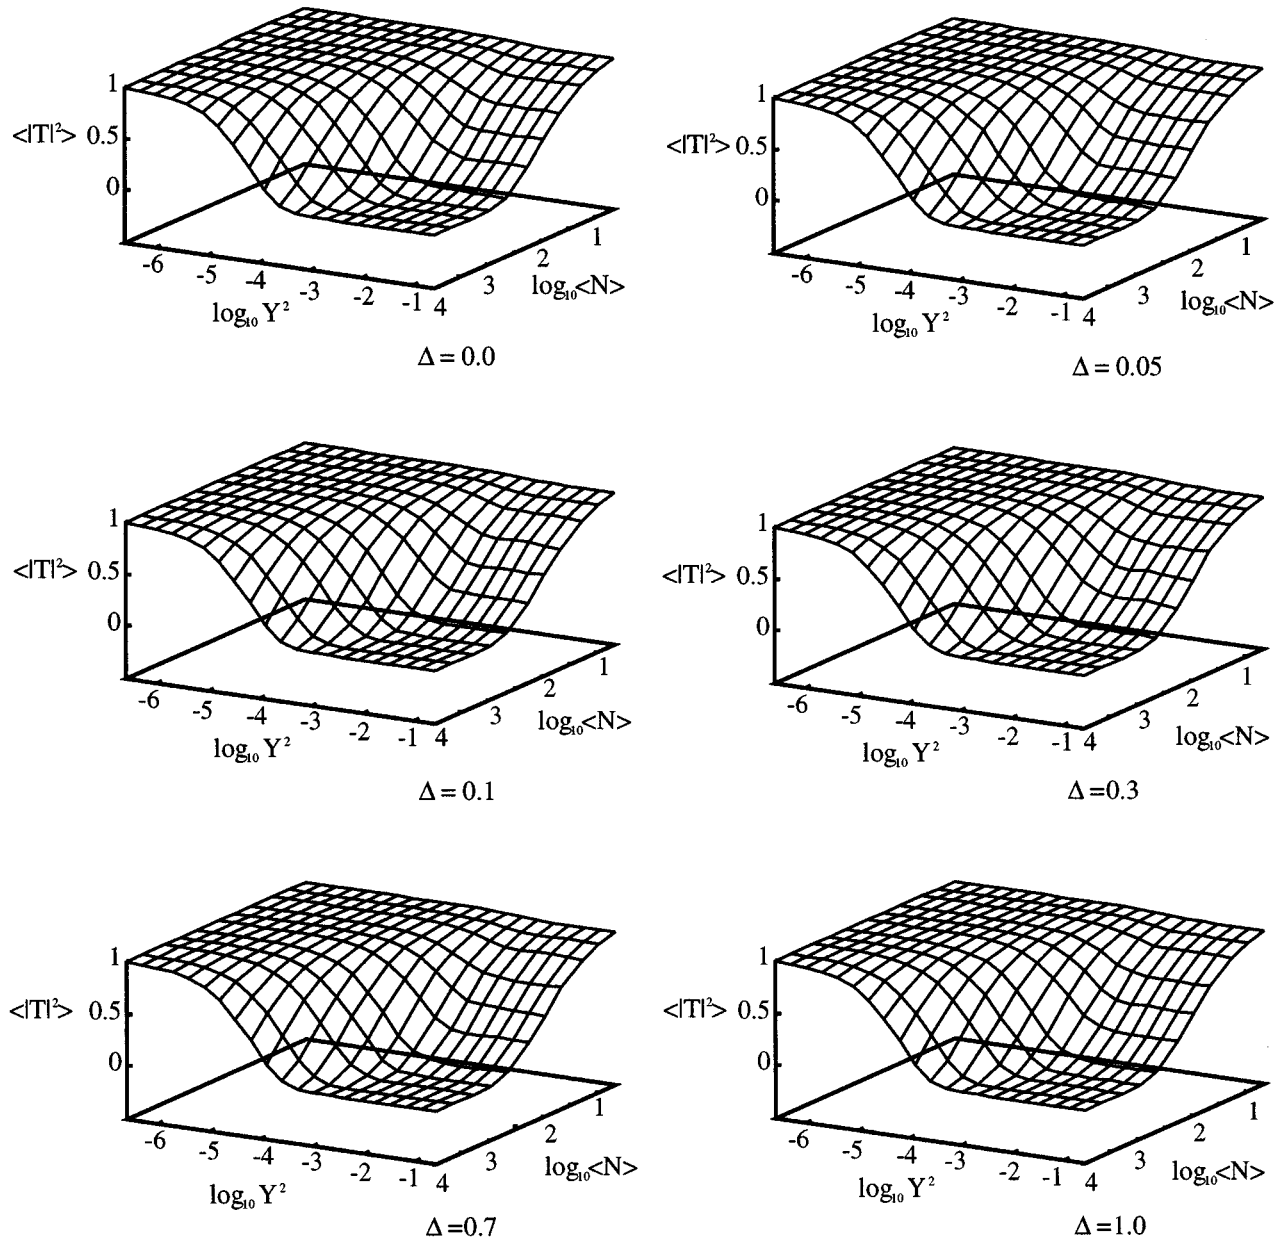 1
<|T|²> 0.5
0
-6 -5 -4 -3 -2 -1 4 3 2 1
log₁₀ Y² log₁₀<N>
Δ = 0.0
1
<|T|²> 0.5
0
-6 -5 -4 -3 -2 -1 4 3 2 1
log₁₀ Y² log₁₀<N>
Δ = 0.05
1
<|T|²> 0.5
0
-6 -5 -4 -3 -2 -1 4 3 2 1
log₁₀ Y² log₁₀<N>
Δ = 0.1
1
<|T|²> 0.5
0
-6 -5 -4 -3 -2 -1 4 3 2 1
log₁₀ Y² log₁₀<N>
Δ =0.3
1
<|T|²> 0.5
0
-6 -5 -4 -3 -2 -1 4 3 2 1
log₁₀ Y² log₁₀<N>
Δ =0.7
1
<|T|²> 0.5
0
-6 -5 -4 -3 -2 -1 4 3 2 1
log₁₀ Y² log₁₀<N>
Δ =1.0